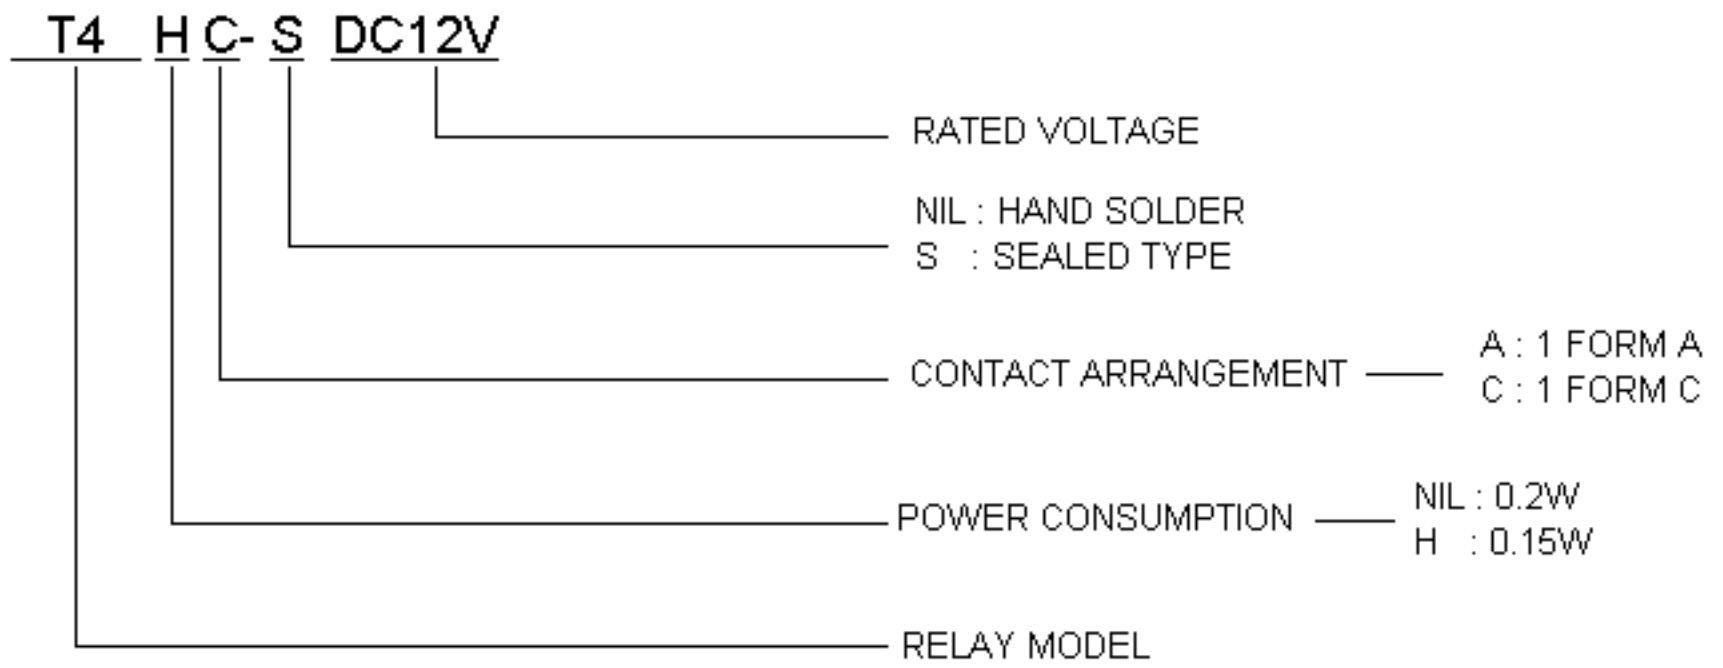 T4 H C- S DC12V
RATED VOLTAGE
NIL : HAND SOLDER
S : SEALED TYPE
CONTACT ARRANGEMENT
A : 1 FORM A
C : 1 FORM C
POWER CONSUMPTION
NIL : 0.2W
H : 0.15W
RELAY MODEL